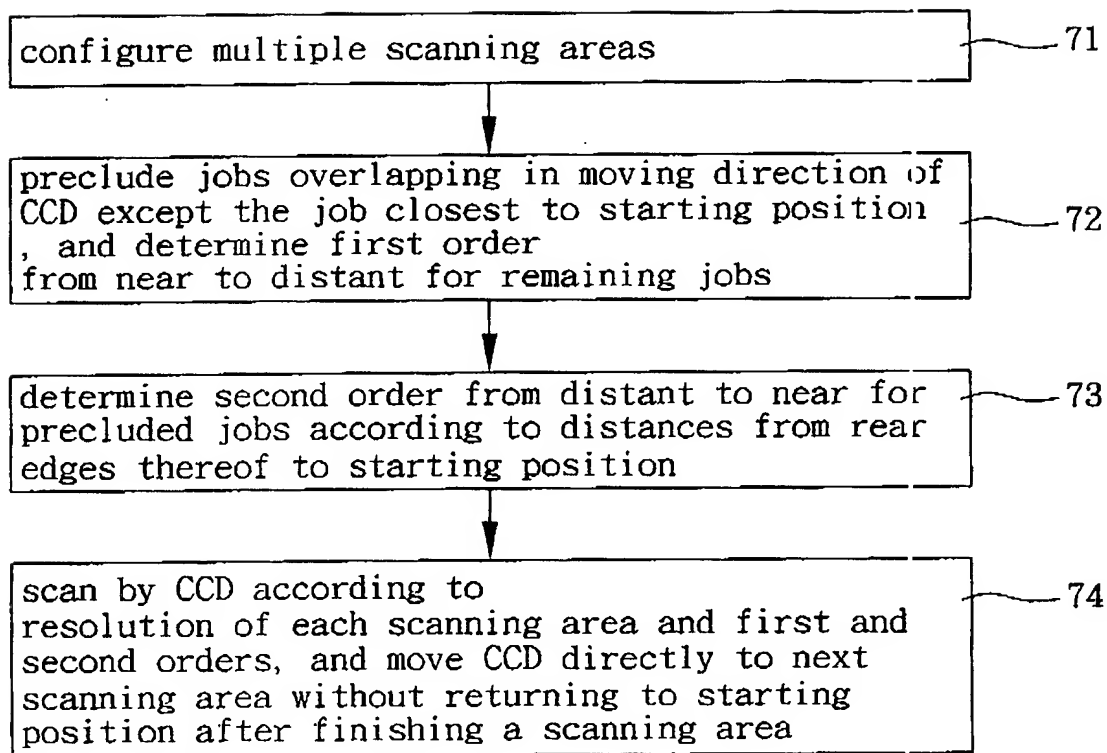 configure multiple scanning areas
71
preclude jobs overlapping in moving direction of
CCD except the job closest to starting position
, and determine first order
from near to distant for remaining jobs
72
determine second order from distant to near for
precluded jobs according to distances from rear
edges thereof to starting position
73
scan by CCD according to
resolution of each scanning area and first and
second orders, and move CCD directly to next
scanning area without returning to starting
position after finishing a scanning area
74